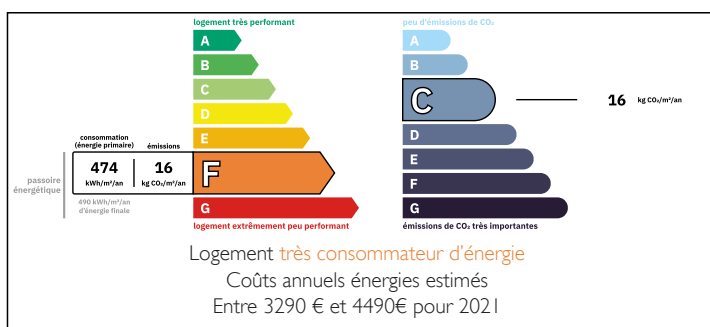 logement très performant
A
B
C
D
E
F
G
consommation
(énergie primaire)
émissions
474
16
kWh/m²/an
kg CO₂/m²/an
passoire
énergétique
490 kWh/m²/an
d'énergie finale
logement extrêmement peu performant
peu d'émissions de CO₂
A
B
C
16 kg CO₂/m²/an
D
E
F
G
émissions de CO₂ très importantes
Logement très consommateur d'énergie
Coûts annuels énergies estimés
Entre 3290 € et 4490€ pour 2021